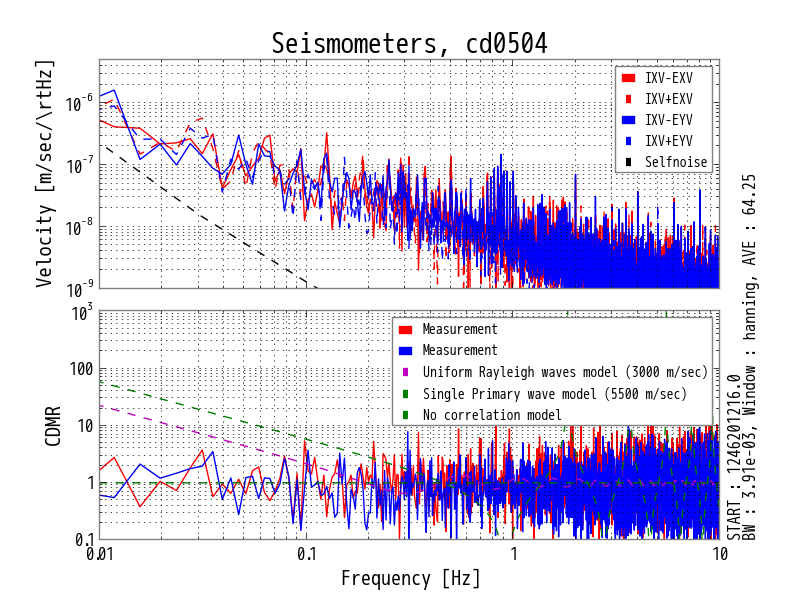 Seismometers, cd0504
Velocity [m/sec/\rtHz]
10^-6
10^-7
10^-8
10^-9
IXV-EXV
IXV+EXV
IXV-EYV
IXV+EYV
Selfnoise
CDMR
10^3
100
10
1
0.1
Measurement
Measurement
Uniform Rayleigh waves model (3000 m/sec)
Single Primary wave model (5500 m/sec)
No correlation model
0.01
0.1
1
10
Frequency [Hz]
START : 1246201216.0
BW : 3.91e-03, Window : hanning, AVE : 64.25